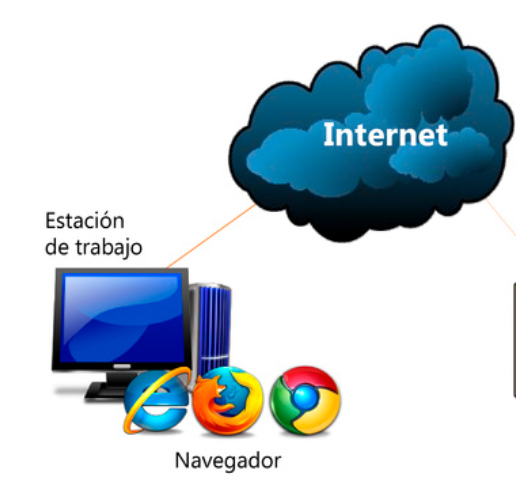 Internet
Estación
de trabajo
Navegador